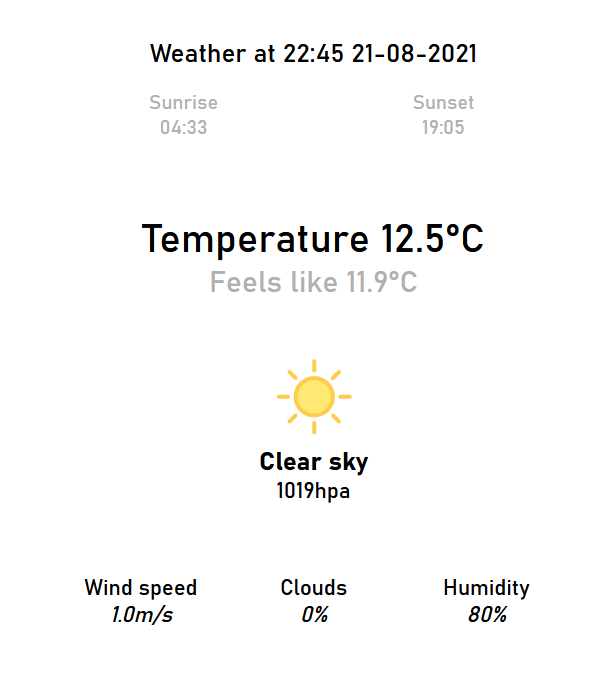 Weather at 22:45 21-08-2021
Sunrise
04:33
Sunset
19:05
Temperature 12.5°C
Feels like 11.9°C
Clear sky
1019hpa
Wind speed
1.0m/s
Clouds
0%
Humidity
80%